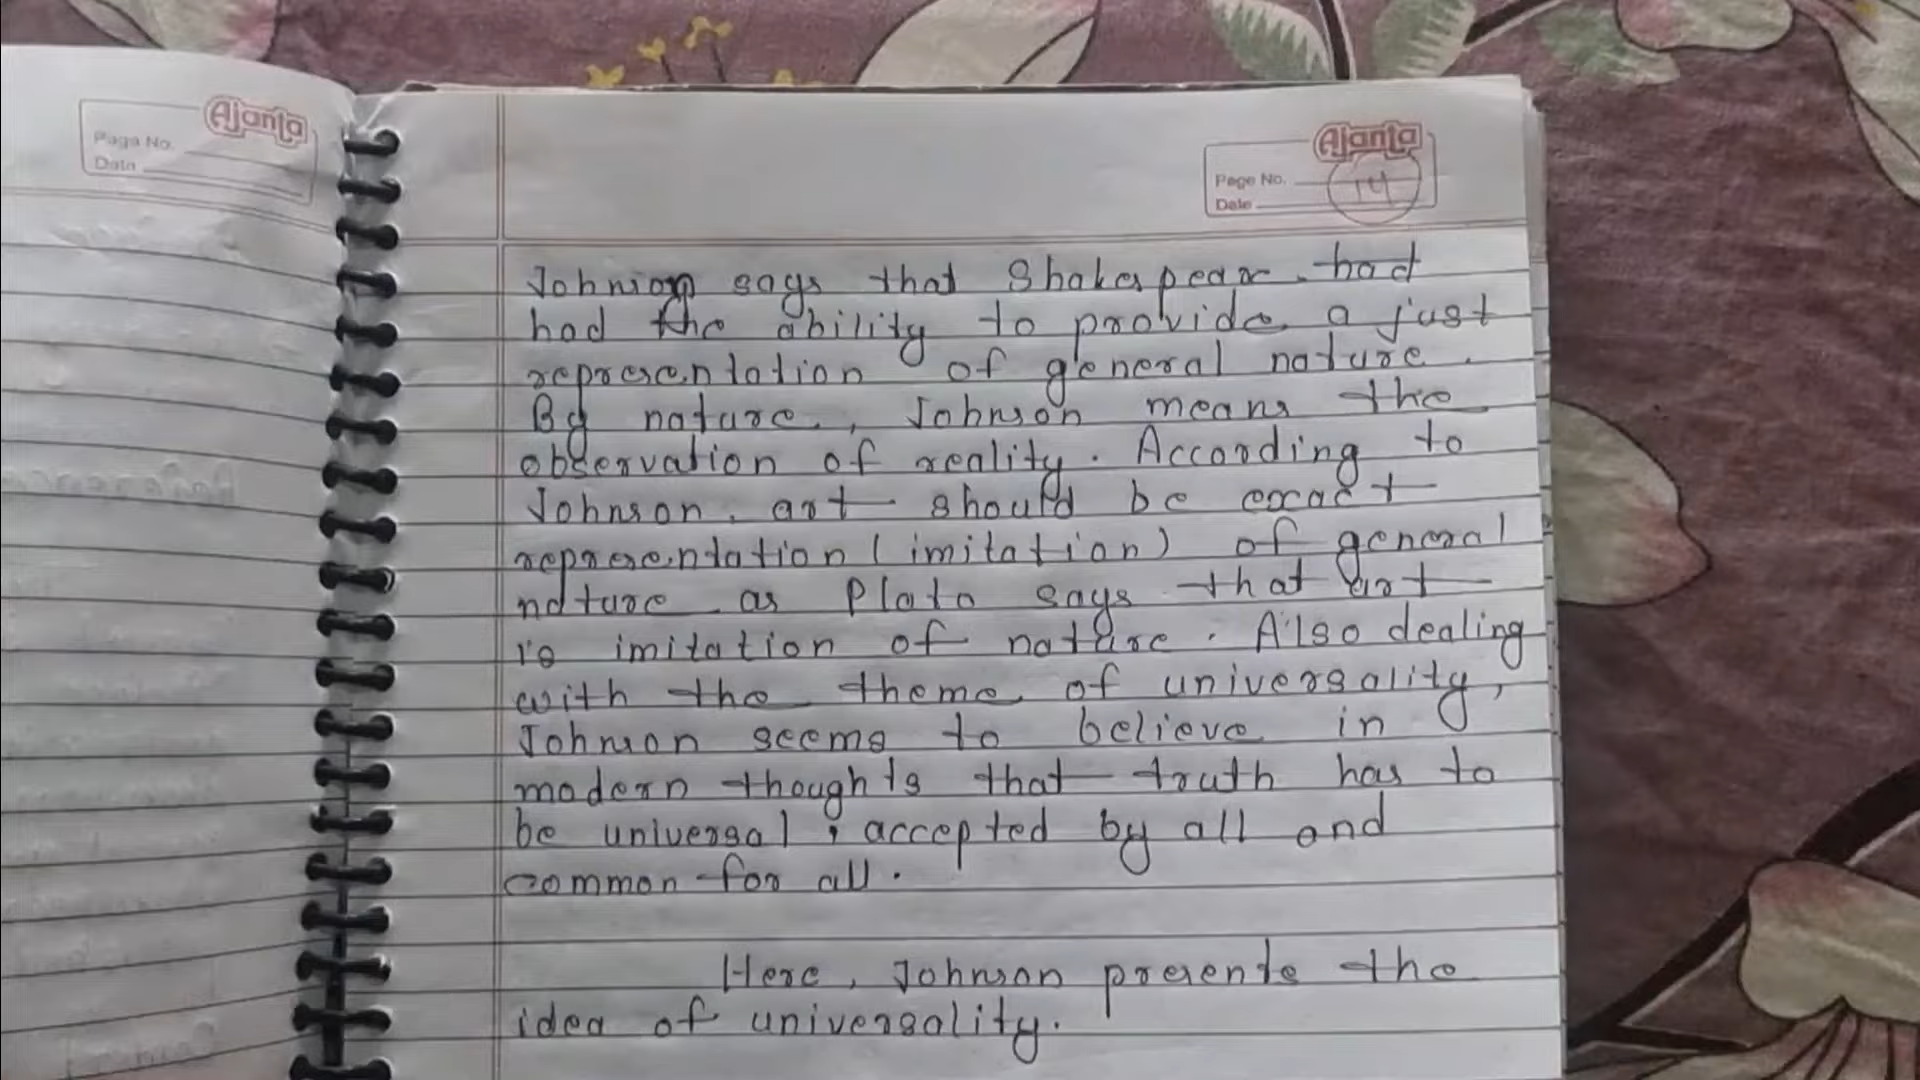 Ajanta
Page No.
Date
Ajanta
Page No. 14
Date
Johnson says that Shakespear had
had the ability to provide a just
representation of general nature.
By nature, Johnson means the
observation of reality. According to
Johnson, art should be exact
representation (imitation) of general
nature as Plato says that art
is imitation of nature. Also dealing
with the theme of universality,
Johnson seems to believe in
modern thoughts that truth has to
be universal, accepted by all and
common for all.
Here, Johnson presents the
idea of universality.